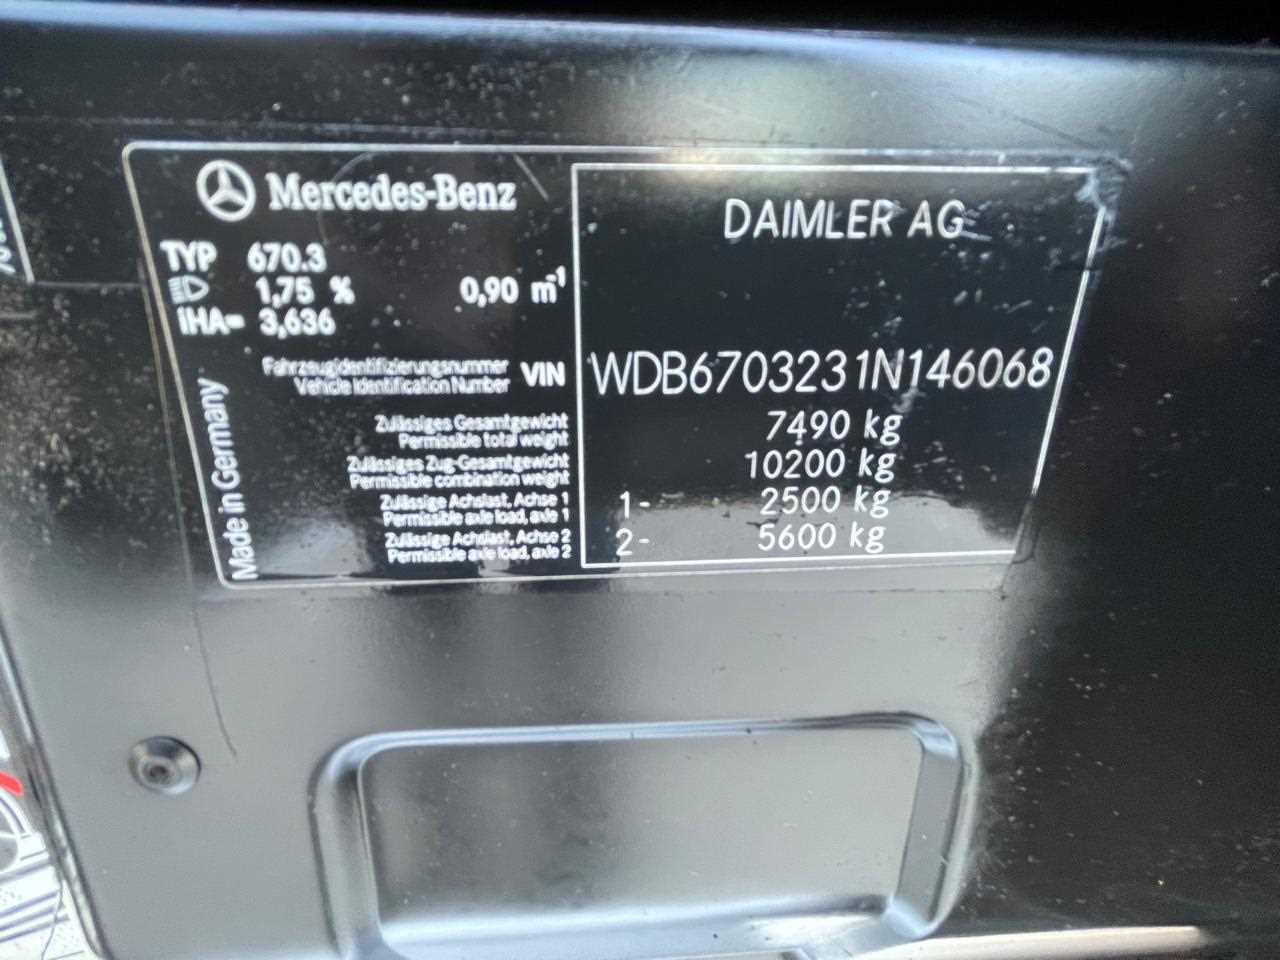 Mercedes-Benz
DAIMLER AG
TYP 670.3
1,75 % 0,90 m-1
iHA= 3,636
Fahrzeugidentifizierungsnummer
Vehicle Identification Number
VIN WDB6703231N146068
Zulässiges Gesamtgewicht
Permissible total weight
7490 kg
Zulässiges Zug-Gesamtgewicht
Permissible combination weight
10200 kg
Zulässige Achslast, Achse 1
Permissible axle load, axle 1
1- 2500 kg
Zulässige Achslast, Achse 2
Permissible axle load, axle 2
2- 5600 kg
Made in Germany